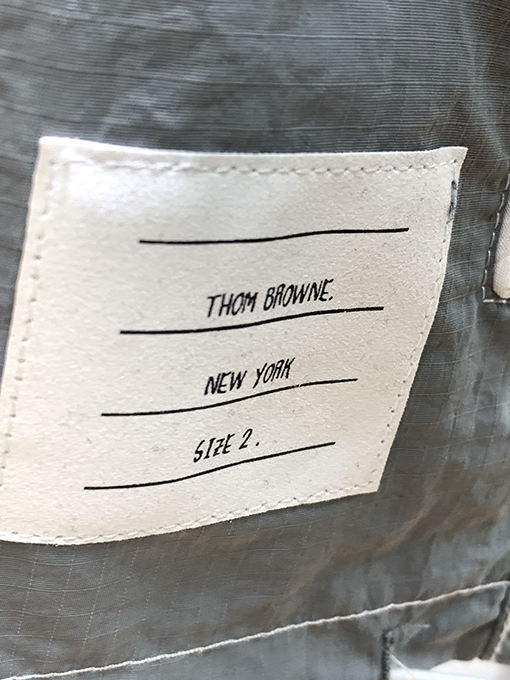 THOM BROWNE.
NEW YORK
SIZE 2.